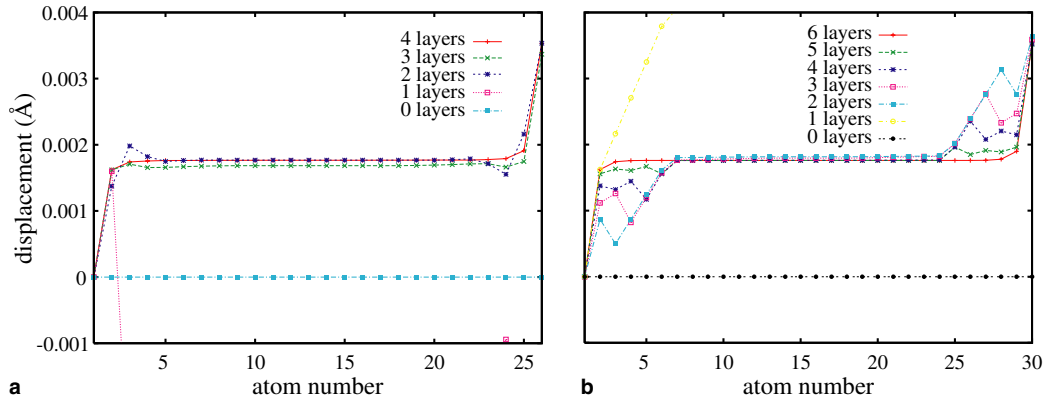 0.004
0.003
0.002
0.001
0
-0.001
displacement (Å)
4 layers
3 layers
2 layers
1 layers
0 layers
5 10 15 20 25
atom number
a
6 layers
5 layers
4 layers
3 layers
2 layers
1 layers
0 layers
5 10 15 20 25 30
atom number
b